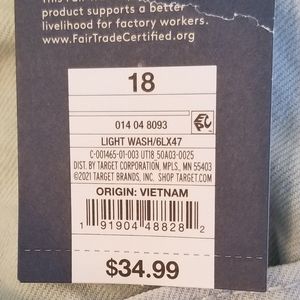 product supports a better
livelihood for factory workers.
www.FairTradeCertified.org
18
014 04 8093
LIGHT WASH/6LX47
C-001465-01-003 UT18_50A03-0025
DIST. BY TARGET CORPORATION, MPLS., MN 55403
©2021 TARGET BRANDS, INC. SHOP TARGET.COM
ORIGIN: VIETNAM
1 91904 48828 2
$34.99